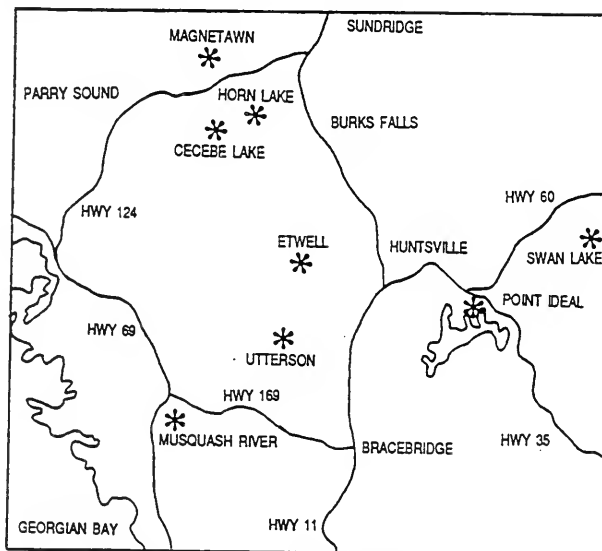 MAGNETAWN
SUNDRIDGE
PARRY SOUND
HORN LAKE
BURKS FALLS
CECEBE LAKE
HWY 60
HWY 124
ETWELL
HUNTSVILLE
SWAN LAKE
POINT IDEAL
HWY 69
UTTERSON
HWY 169
MUSQUASH RIVER
BRACEBRIDGE
HWY 35
GEORGIAN BAY
HWY 11